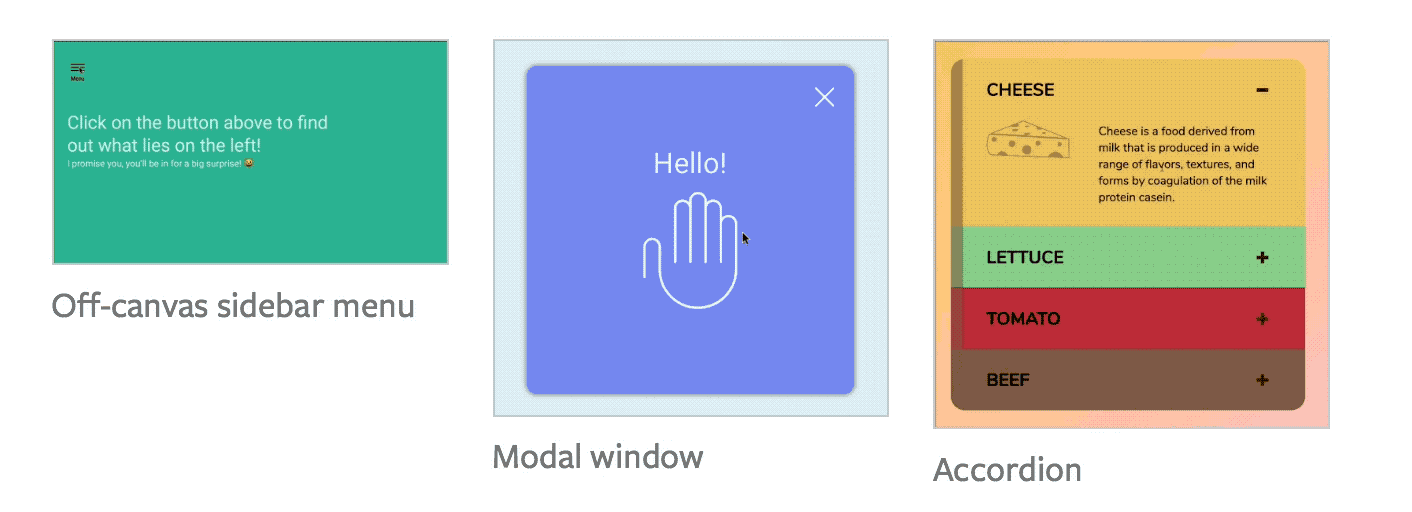 Menu
Click on the button above to find
out what lies on the left!
I promise you, you'll be in for a big surprise! 😀
Off-canvas sidebar menu
Hello!
Modal window
CHEESE
Cheese is a food derived from
milk that is produced in a wide
range of flavors, textures, and
forms by coagulation of the milk
protein casein.
LETTUCE
TOMATO
BEEF
Accordion